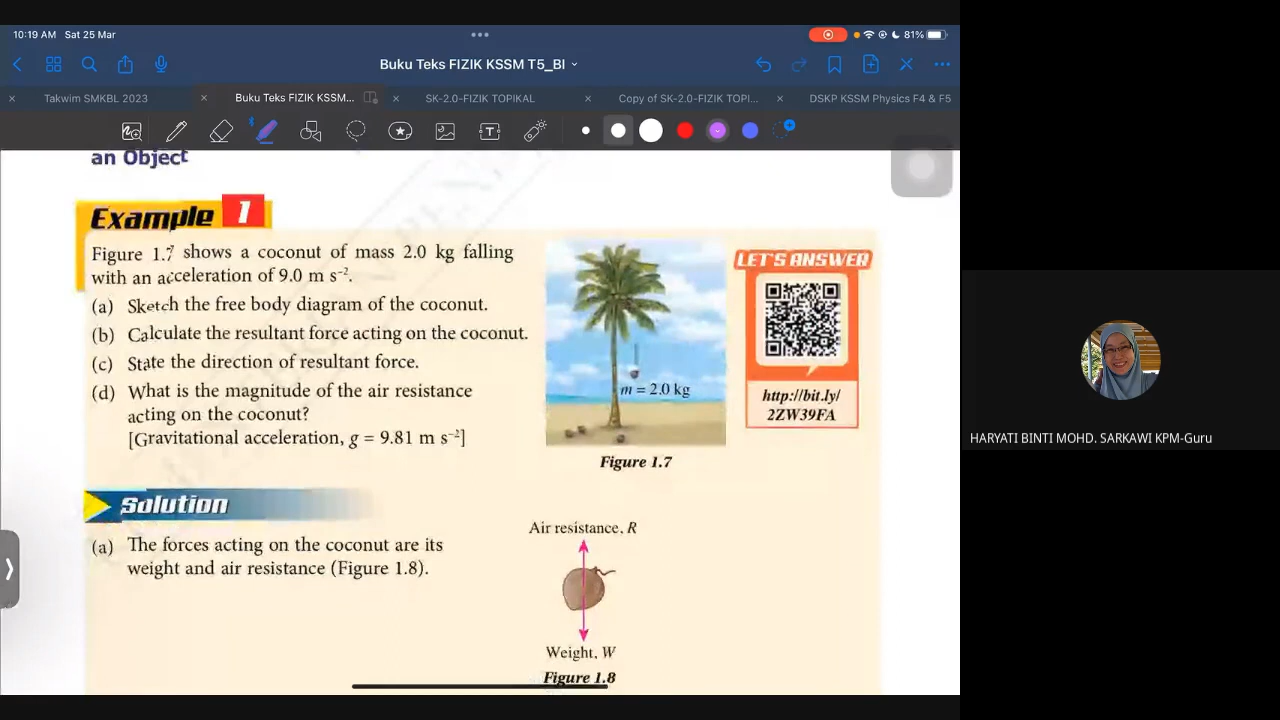 10:19 AM Sat 25 Mar
81%
Buku Teks FIZIK KSSM T5_BI
Takwim SMKBL 2023
Buku Teks FIZIK KSSM...
SK-2.0-FIZIK TOPIKAL
Copy of SK-2.0-FIZIK TOPI...
DSKP KSSM Physics F4 & F5
an Object
Example 1
Figure 1.7 shows a coconut of mass 2.0 kg falling
with an acceleration of 9.0 m s⁻².
(a) Sketch the free body diagram of the coconut.
(b) Calculate the resultant force acting on the coconut.
(c) State the direction of resultant force.
(d) What is the magnitude of the air resistance
acting on the coconut?
[Gravitational acceleration, g = 9.81 m s⁻²]
m = 2.0 kg
Figure 1.7
LET'S ANSWER
http://bit.ly/
2ZW39FA
Solution
(a) The forces acting on the coconut are its
weight and air resistance (Figure 1.8).
Air resistance, R
Weight, W
Figure 1.8
HARYATI BINTI MOHD. SARKAWI KPM-Guru